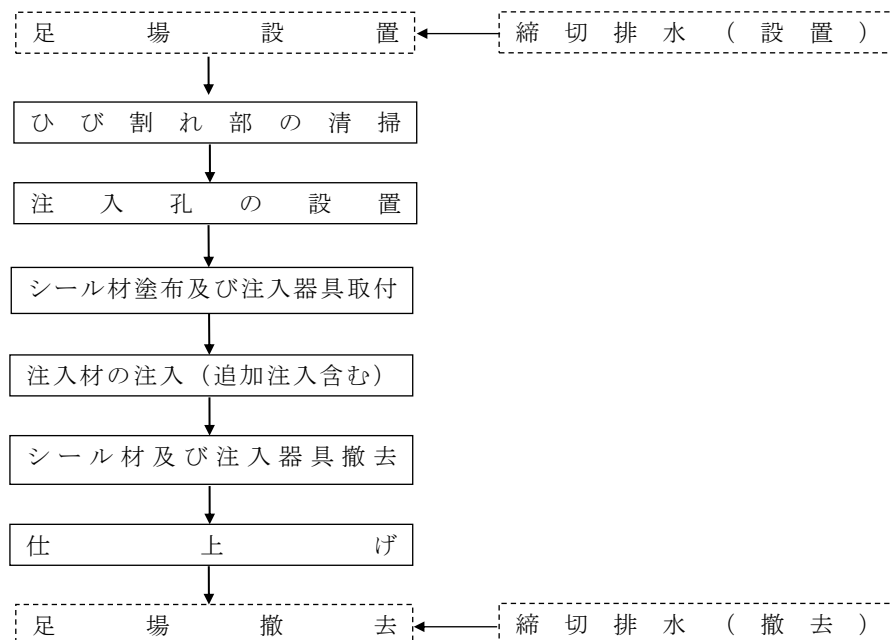 足場設置
締切排水（設置）
ひび割れ部の清掃
注入孔の設置
シール材塗布及び注入器具取付
注入材の注入（追加注入含む）
シール材及び注入器具撤去
仕上げ
足場撤去
締切排水（撤去）